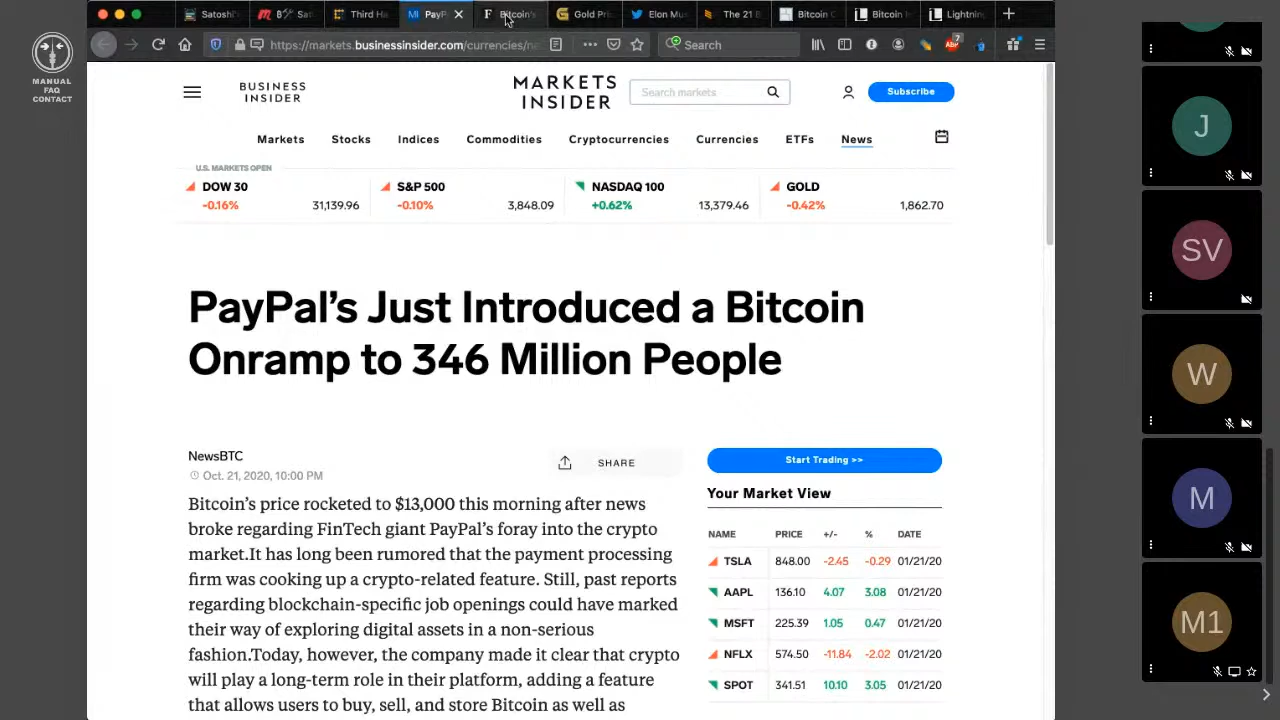 Satoshi'
Sat
Third Ha
PayP
Bitcoin's
Gold Pri
Elon Mus
The 21 B
Bitcoin C
Bitcoin
Lightnin
https://markets.businessinsider.com/currencies/ne
Search
7
MANUAL
FAQ
CONTACT
BUSINESS
INSIDER
MARKETS
INSIDER
Search markets
Subscribe
Markets Stocks Indices Commodities Cryptocurrencies Currencies ETFs News
U.S. MARKETS OPEN
DOW 30
-0.16% 31,139.96
S&P 500
-0.10% 3,848.09
NASDAQ 100
+0.62% 13,379.46
GOLD
-0.42% 1,862.70
PayPal's Just Introduced a Bitcoin
Onramp to 346 Million People
NewsBTC
Oct. 21, 2020, 10:00 PM
SHARE
Bitcoin's price rocketed to $13,000 this morning after news
broke regarding FinTech giant PayPal's foray into the crypto
market.It has long been rumored that the payment processing
firm was cooking up a crypto-related feature. Still, past reports
regarding blockchain-specific job openings could have marked
their way of exploring digital assets in a non-serious
fashion.Today, however, the company made it clear that crypto
will play a long-term role in their platform, adding a feature
that allows users to buy, sell, and store Bitcoin as well as
Start Trading >>
Your Market View
NAME PRICE +/- % DATE
TSLA 848.00 -2.45 -0.29 01/21/20
AAPL 136.10 4.07 3.08 01/21/20
MSFT 225.39 1.05 0.47 01/21/20
NFLX 574.50 -11.84 -2.02 01/21/20
SPOT 341.51 10.10 3.05 01/21/20
J
SV
W
M
M1